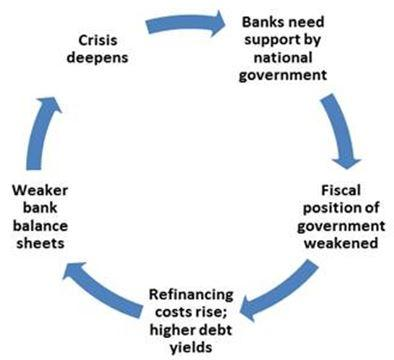 Crisis
deepens
Banks need
support by
national
government
Fiscal
position of
government
weakened
Refinancing
costs rise;
higher debt
yields
Weaker
bank
balance
sheets